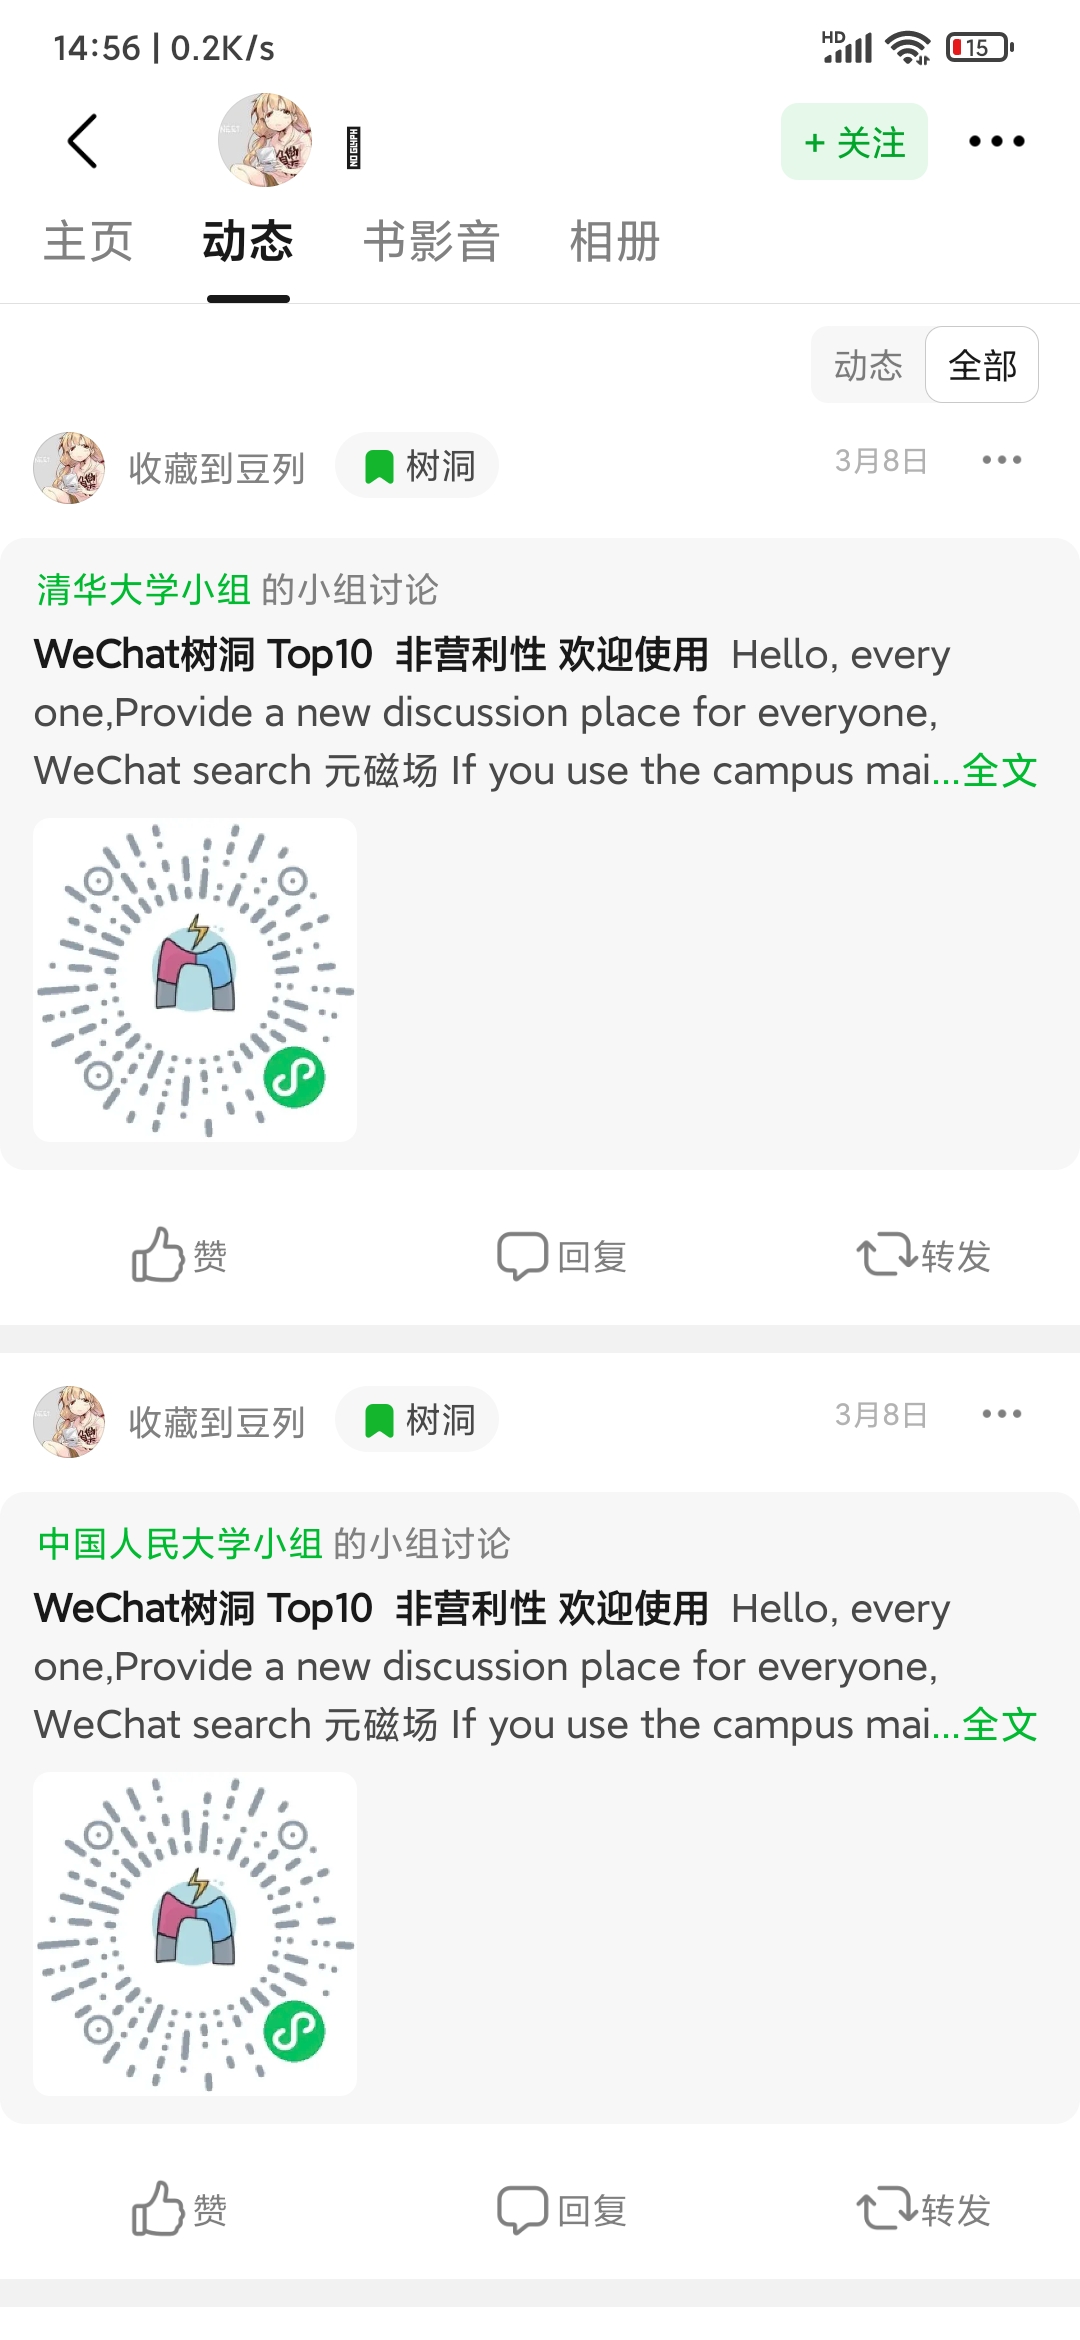 14:56 | 0.2K/s
HD
15
NO GLYPH
+ 关注
主页 动态 书影音 相册
动态 全部
收藏到豆列 树洞 3月8日
清华大学小组 的小组讨论
WeChat树洞 Top10 非营利性 欢迎使用 Hello, every
one,Provide a new discussion place for everyone,
WeChat search 元磁场 If you use the campus mai...全文
赞 回复 转发
收藏到豆列 树洞 3月8日
中国人民大学小组 的小组讨论
WeChat树洞 Top10 非营利性 欢迎使用 Hello, every
one,Provide a new discussion place for everyone,
WeChat search 元磁场 If you use the campus mai...全文
赞 回复 转发